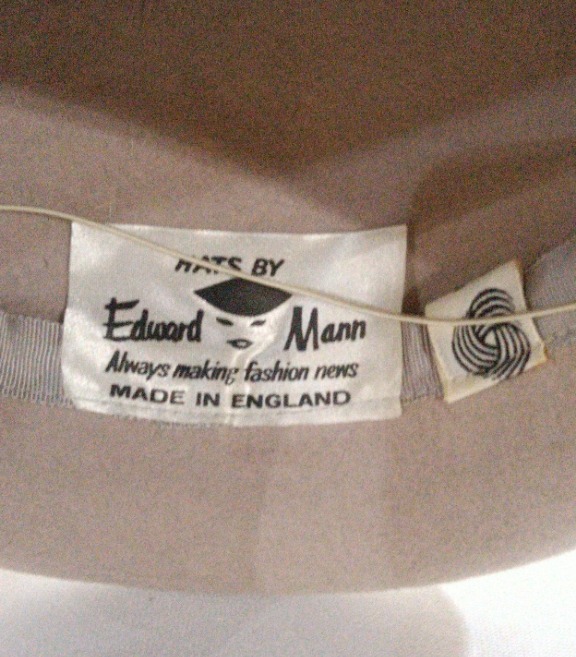 HATS BY
Edward Mann
Always making fashion news
MADE IN ENGLAND